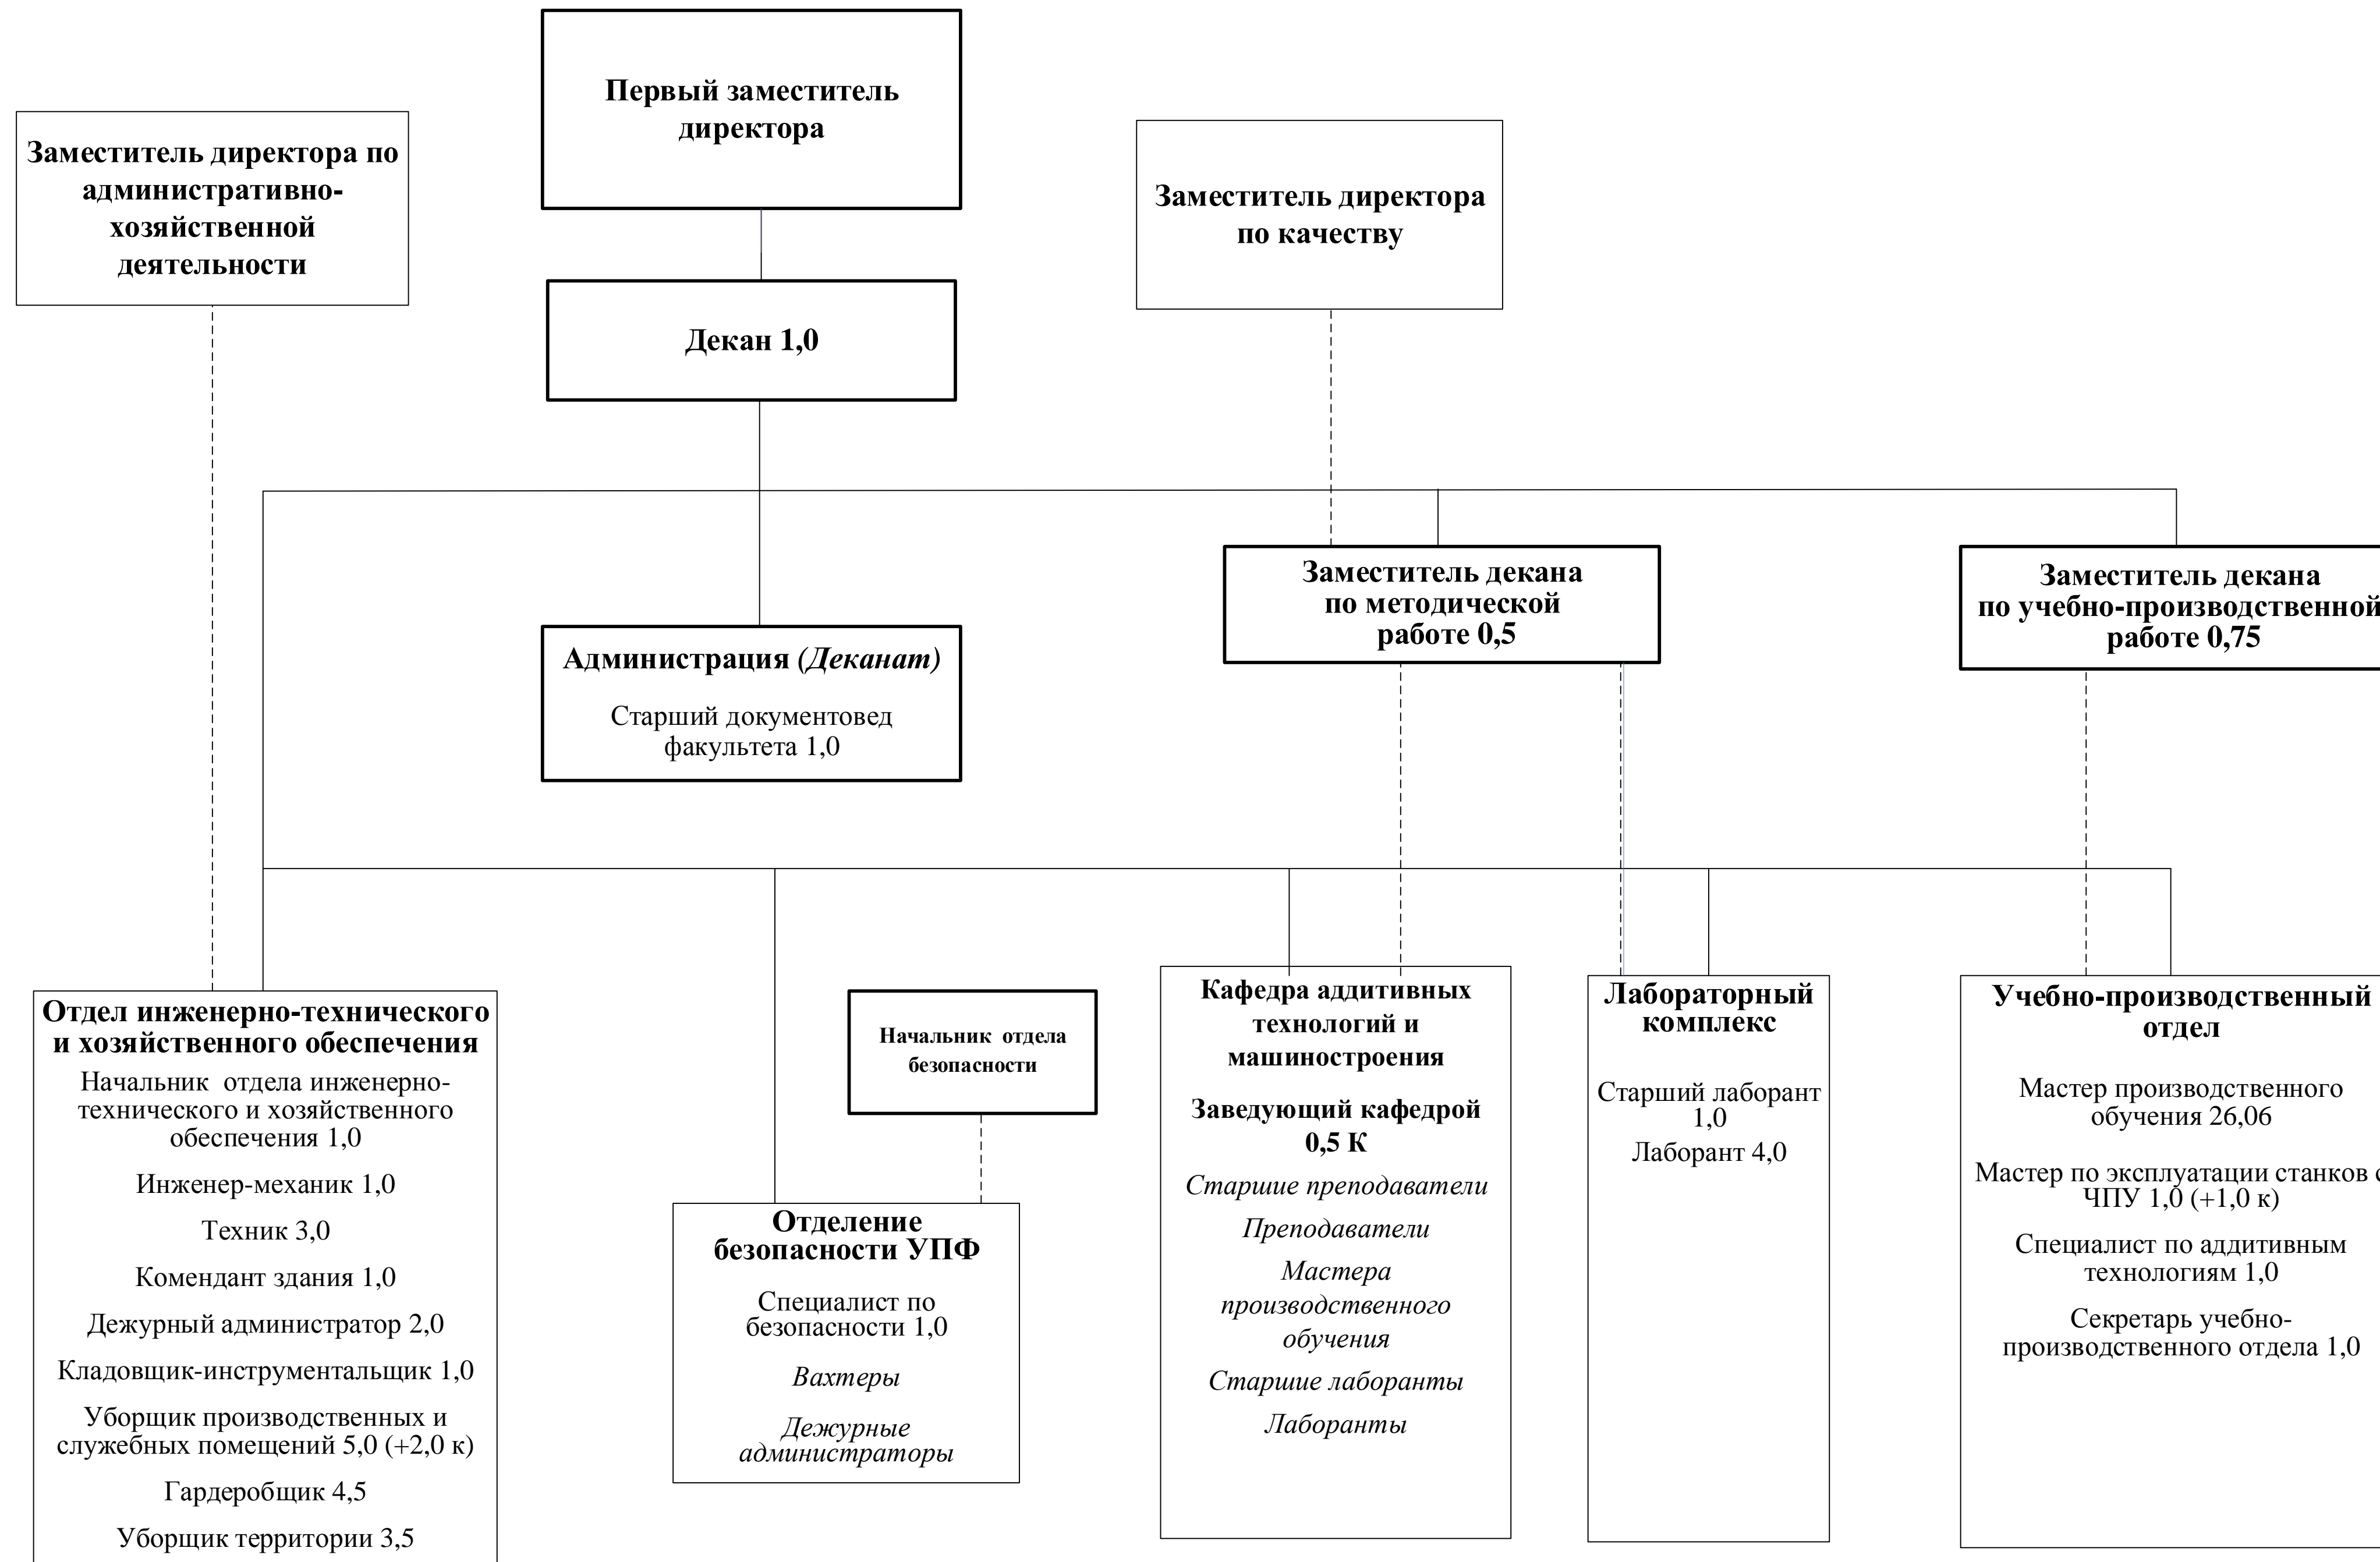 Первый заместитель
директора
Заместитель директора по
административно-
хозяйственной
деятельности
Заместитель директора
по качеству
Декан 1,0
Заместитель декана
по методической
работе 0,5
Заместитель декана
по учебно-производственной
работе 0,75
Администрация (Деканат)
Старший документовед
факультета 1,0
Отдел инженерно-технического
и хозяйственного обеспечения
Начальник отдела инженерно-
технического и хозяйственного
обеспечения 1,0
Инженер-механик 1,0
Техник 3,0
Комендант здания 1,0
Дежурный администратор 2,0
Кладовщик-инструментальщик 1,0
Уборщик производственных и
служебных помещений 5,0 (+2,0 к)
Гардеробщик 4,5
Уборщик территории 3,5
Начальник отдела
безопасности
Отделение
безопасности УПФ
Специалист по
безопасности 1,0
Вахтеры
Дежурные
администраторы
Кафедра аддитивных
технологий и
машиностроения
Заведующий кафедрой
0,5 К
Старшие преподаватели
Преподаватели
Мастера
производственного
обучения
Старшие лаборанты
Лаборанты
Лабораторный
комплекс
Старший лаборант
1,0
Лаборант 4,0
Учебно-производственный
отдел
Мастер производственного
обучения 26,06
Мастер по эксплуатации станков с
ЧПУ 1,0 (+1,0 к)
Специалист по аддитивным
технологиям 1,0
Секретарь учебно-
производственного отдела 1,0